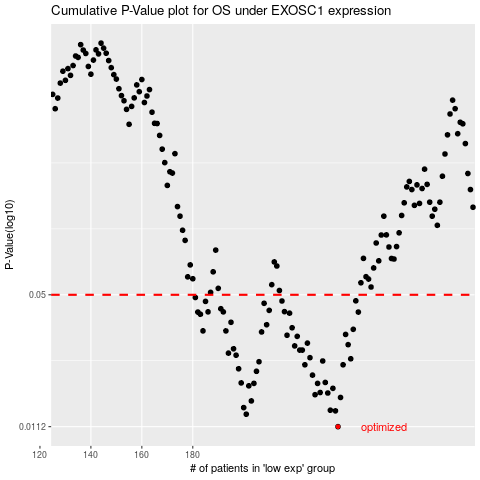 Cumulative P-Value plot for OS under EXOSC1 expression
P-Value(log10)
0.05
0.0112
optimized
120 140 160 180
# of patients in 'low exp' group